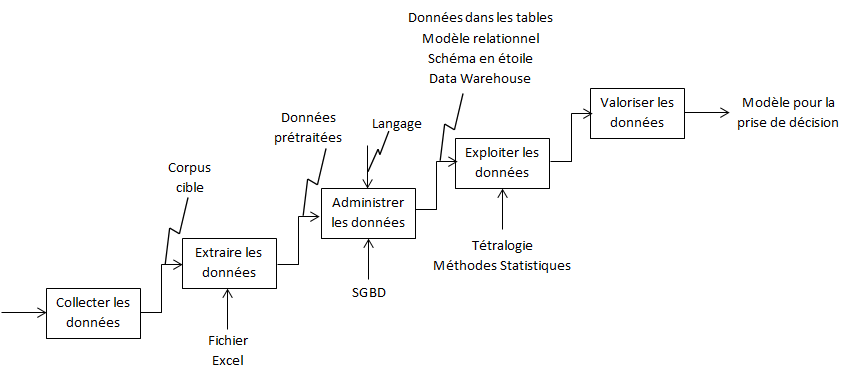 Données dans les tables
Modèle relationnel
Schéma en étoile
Data Warehouse
Valoriser les
données
Modèle pour la
prise de décision
Données
prétraitées
Langage
Exploiter les
données
Corpus
cible
Administrer
les données
Tétralogie
Méthodes Statistiques
Extraire les
données
SGBD
Collecter les
données
Fichier
Excel